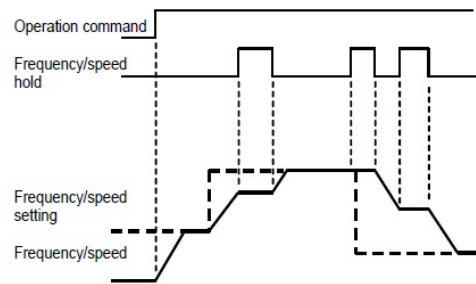 Operation command
Frequency/speed
hold
Frequency/speed
setting
Frequency/speed